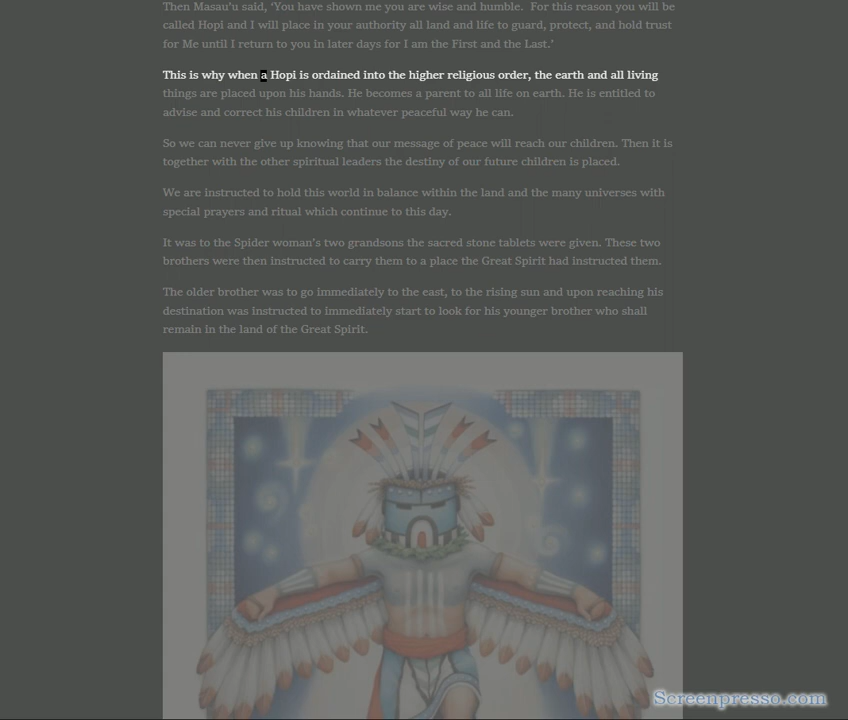 Then Masau’u said, ‘You have shown me you are wise and humble.  For this reason you will be
called Hopi and I will place in your authority all land and life to guard, protect, and hold trust
for Me until I return to you in later days for I am the First and the Last.’
This is why when a Hopi is ordained into the higher religious order, the earth and all living
things are placed upon his hands. He becomes a parent to all life on earth. He is entitled to
advise and correct his children in whatever peaceful way he can.
So we can never give up knowing that our message of peace will reach our children. Then it is
together with the other spiritual leaders the destiny of our future children is placed.
We are instructed to hold this world in balance within the land and the many universes with
special prayers and ritual which continue to this day.
It was to the Spider woman’s two grandsons the sacred stone tablets were given. These two
brothers were then instructed to carry them to a place the Great Spirit had instructed them.
The older brother was to go immediately to the east, to the rising sun and upon reaching his
destination was instructed to immediately start to look for his younger brother who shall
remain in the land of the Great Spirit.
Screenpresso.com